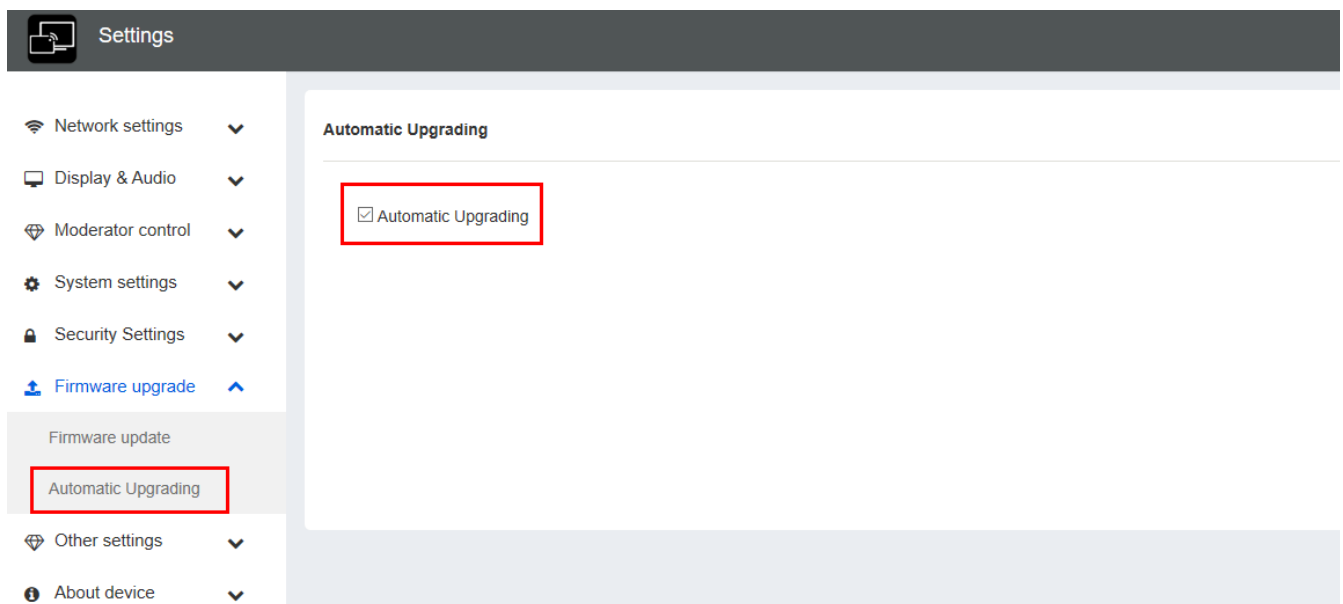 Settings
Network settings
Display & Audio
Moderator control
System settings
Security Settings
Firmware upgrade
Firmware update
Automatic Upgrading
Other settings
About device
Automatic Upgrading
Automatic Upgrading